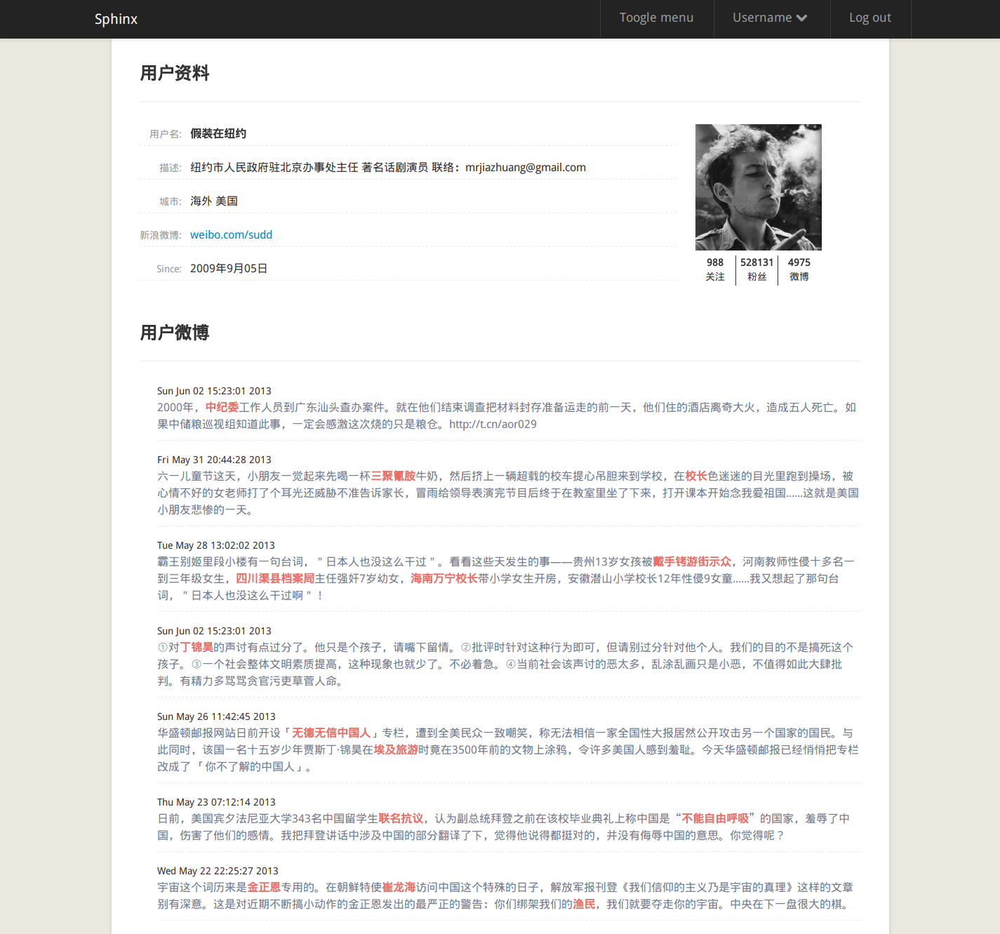 Sphinx
Toogle menu
Username
Log out
用户资料
用户名: 假装在纽约
描述: 纽约市人民政府驻北京办事处主任 著名话剧演员 联络：mrjiazhuang@gmail.com
城市: 海外 美国
新浪微博: weibo.com/sudd
Since: 2009年9月05日
988 528131 4975
关注 粉丝 微博
用户微博
Sun Jun 02 15:23:01 2013
2000年，中纪委工作人员到广东汕头查办案件。就在他们结束调查把材料封存准备运走的前一天，他们住的酒店离奇大火，造成五人死亡。如
果中储粮巡视组知道此事，一定会感激这次烧的只是粮仓。http://t.cn/aor029
Fri May 31 20:44:28 2013
六一儿童节这天，小朋友一觉起来先喝一杯三聚氰胺牛奶，然后挤上一辆超载的校车提心吊胆来到学校，在校长色迷迷的目光里跑到操场，被
心情不好的女老师打了个耳光还威胁不准告诉家长，冒雨给领导表演完节目后终于在教室里坐了下来，打开课本开始念我爱祖国……这就是美国
小朋友悲惨的一天。
Tue May 28 13:02:02 2013
霸王别姬里段小楼有一句台词，＂日本人也没这么干过＂。看看这些天发生的事——贵州13岁女孩被戴手铐游街示众，河南教师性侵十多名一
到三年级女生，四川渠县档案局主任强奸7岁幼女，海南万宁校长带小学女生开房，安徽潜山小学校长12年性侵9女童……我又想起了那句台
词，＂日本人也没这么干过啊＂！
Sun Jun 02 15:23:01 2013
①对丁锦昊的声讨有点过分了。他只是个孩子，请嘴下留情。②批评时针对这种行为即可，但请别过分针对他个人。我们的目的不是搞死这个
孩子。③一个社会整体文明素质提高，这种现象也就少了。不必着急。④当前社会该声讨的恶太多，乱涂乱画只是小恶，不值得如此大肆批
判。有精力多骂骂贪官污吏草菅人命。
Sun May 26 11:42:45 2013
华盛顿邮报网站日前开设「无德无信中国人」专栏，遭到全美民众一致嘲笑，称无法相信一家全国性大报居然公开攻击另一个国家的国民。与
此同时，该国一名十五岁少年贾斯丁·锦昊在埃及旅游时竟在3500年前的文物上涂鸦，令许多美国人感到羞耻。今天华盛顿邮报已经悄悄把专栏
改成了「你不了解的中国人」。
Thu May 23 07:12:14 2013
日前，美国宾夕法尼亚大学343名中国留学生联名抗议，认为副总统拜登之前在该校毕业典礼上称中国是“不能自由呼吸”的国家，羞辱了中
国，伤害了他们的感情。我把拜登讲话中涉及中国的部分翻译了下，觉得他说得都挺对的，并没有侮辱中国的意思。你觉得呢？
Wed May 22 22:25:27 2013
宇宙这个词历来是金正恩专用的。在朝鲜特使崔龙海访问中国这个特殊的日子，解放军报刊登《我们信仰的主义乃是宇宙的真理》这样的文章
别有深意。这是对近期不断搞小动作的金正恩发出的最严正的警告：你们绑架我们的渔民，我们就要夺走你的宇宙。中央在下一盘很大的棋。